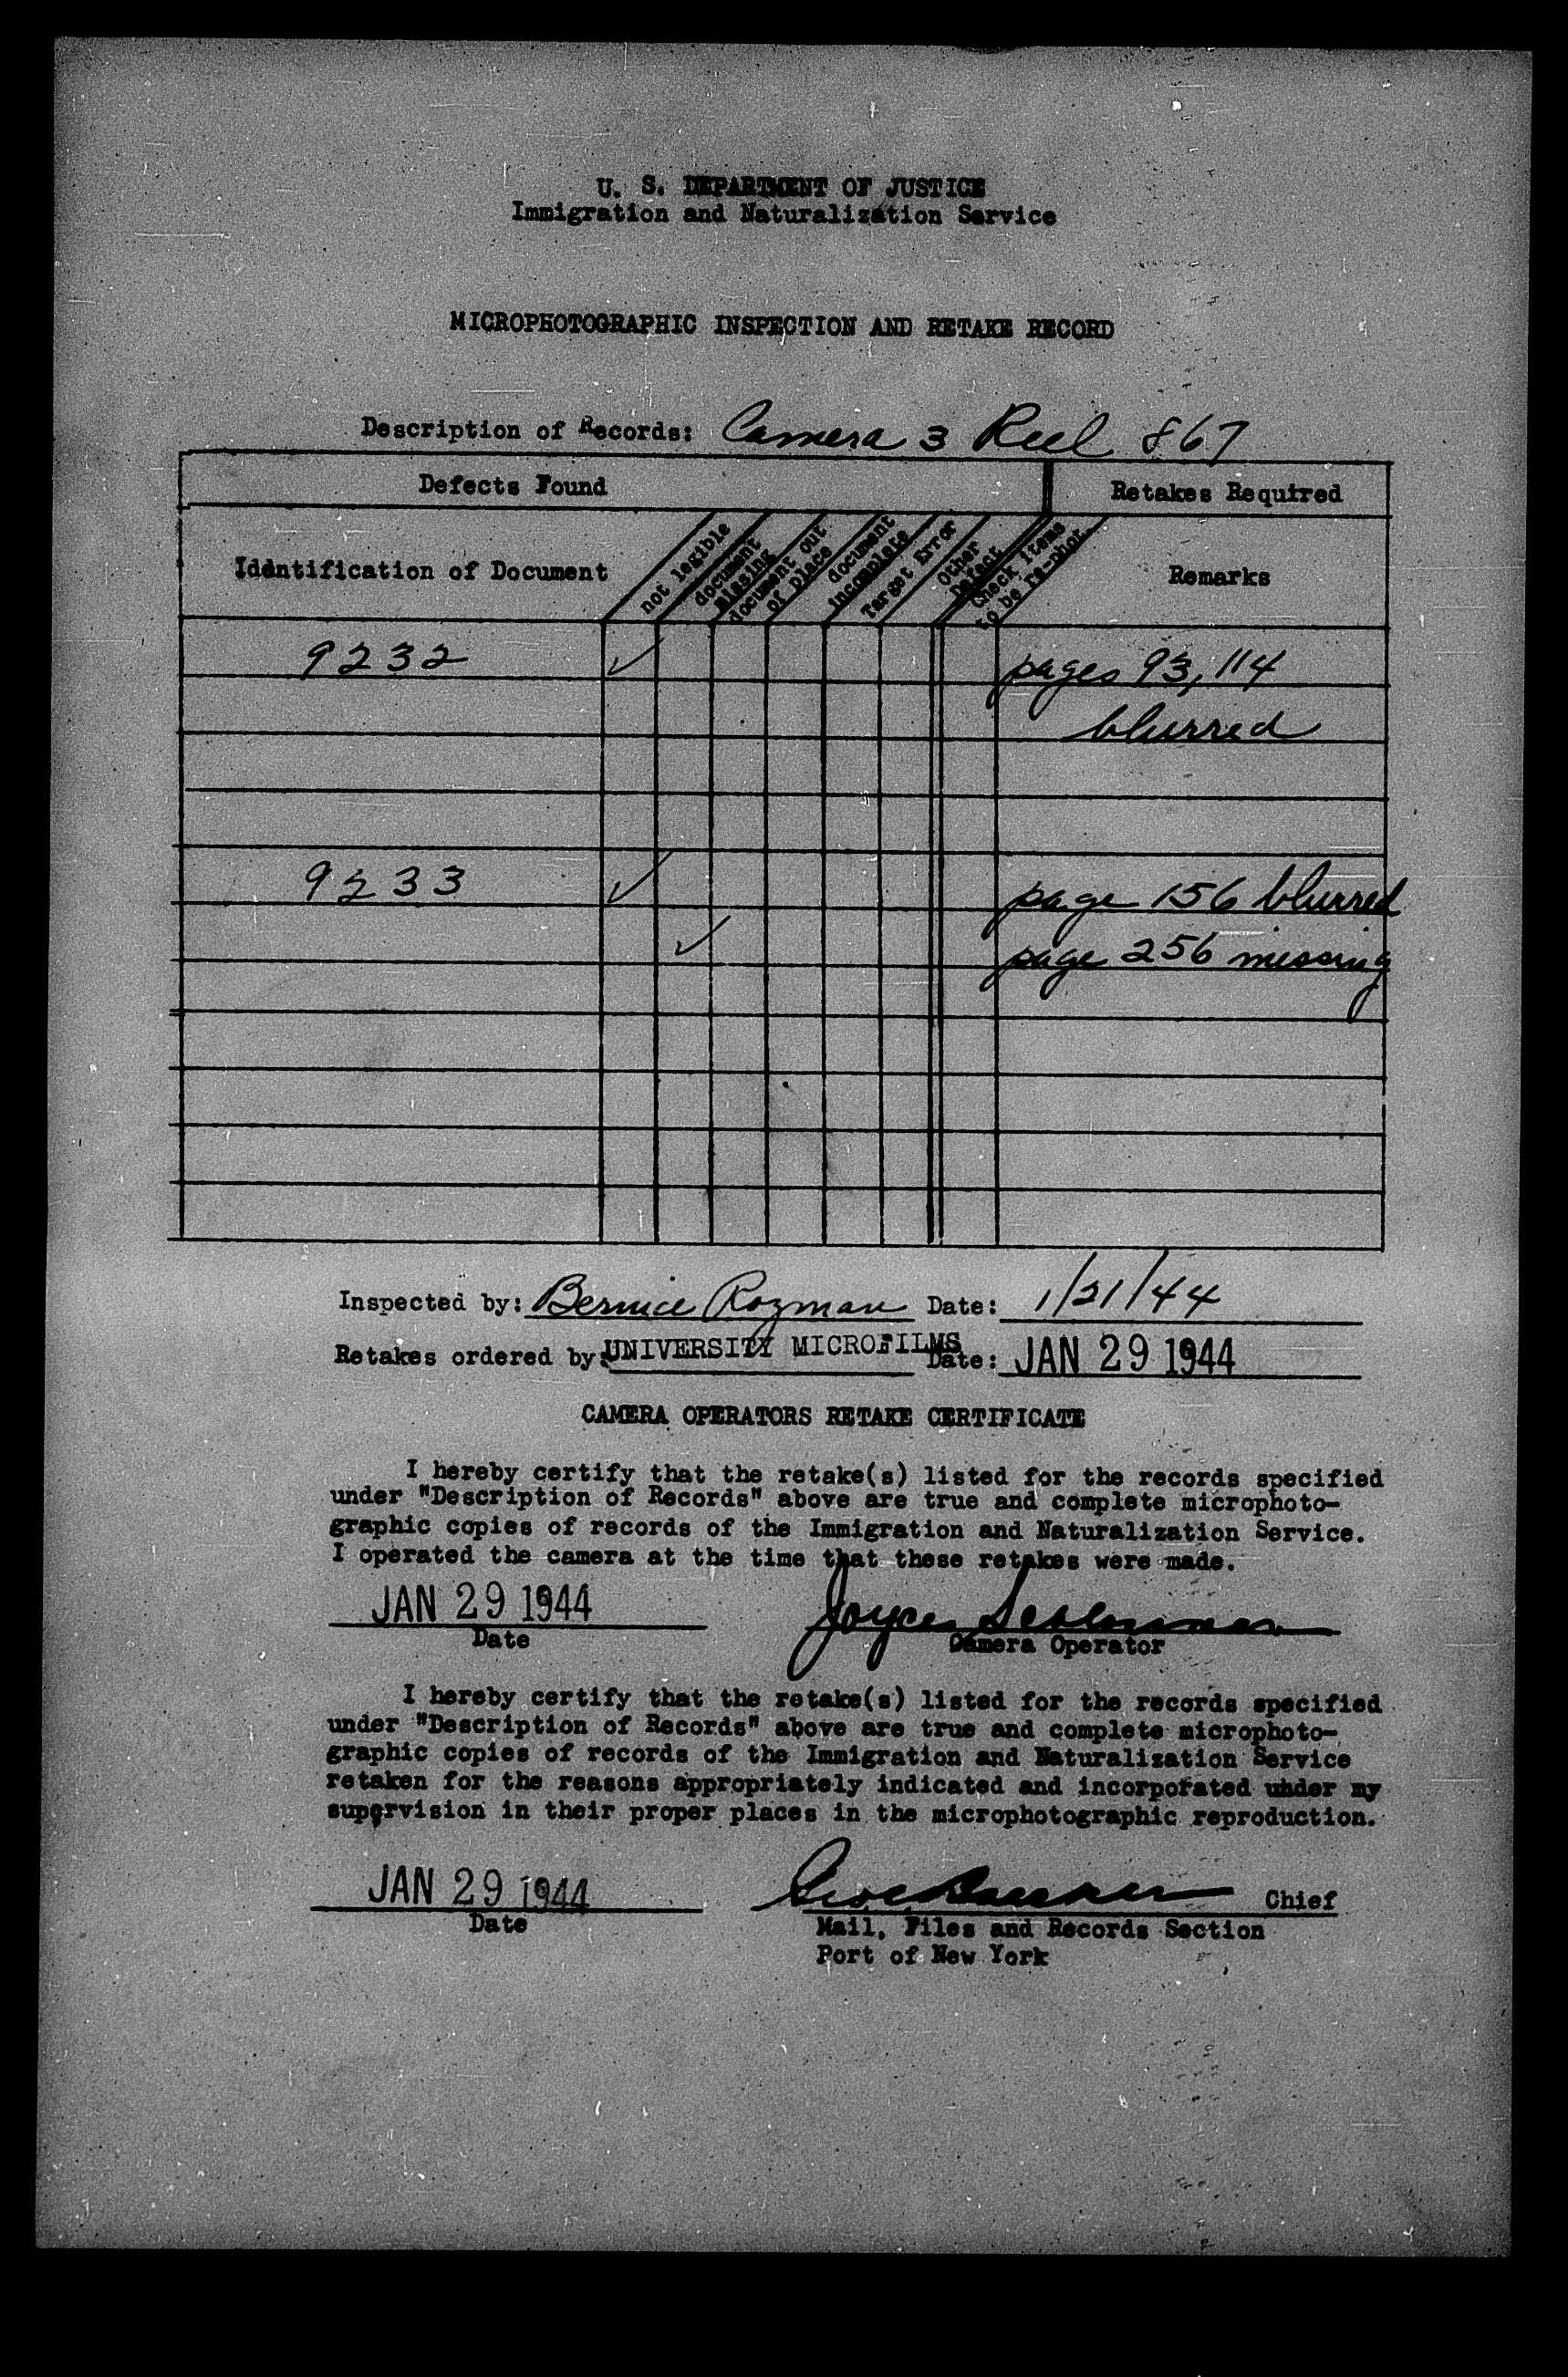 U. S. DEPARTMENT OF JUSTICE
Immigration and Naturalization Service
MICROPHOTOGRAPHIC INSPECTION AND RETAKE RECORD
Description of Records: Camera 3 Reel 867
Defects Found
Retakes Required
Identification of Document
not legible
document
missing
document out
of place
document
incomplete
Target Error
Other
Defect
Check items
to be re-phot.
Remarks
9232 ✓ pages 93, 114
blurred
9233 ✓ page 156 blurred
✓ page 256 missing
Inspected by: Bernice Rozman Date: 1/21/44
Retakes ordered by: UNIVERSITY MICROFILMS Date: JAN 29 1944
CAMERA OPERATORS RETAKE CERTIFICATE
I hereby certify that the retake(s) listed for the records specified
under "Description of Records" above are true and complete microphoto-
graphic copies of records of the Immigration and Naturalization Service.
I operated the camera at the time that these retakes were made.
JAN 29 1944 Joyce
Date Camera Operator
I hereby certify that the retake(s) listed for the records specified
under "Description of Records" above are true and complete microphoto-
graphic copies of records of the Immigration and Naturalization Service
retaken for the reasons appropriately indicated and incorporated under my
supervision in their proper places in the microphotographic reproduction.
JAN 29 1944 Chief
Date Mail, Files and Records Section
Port of New York